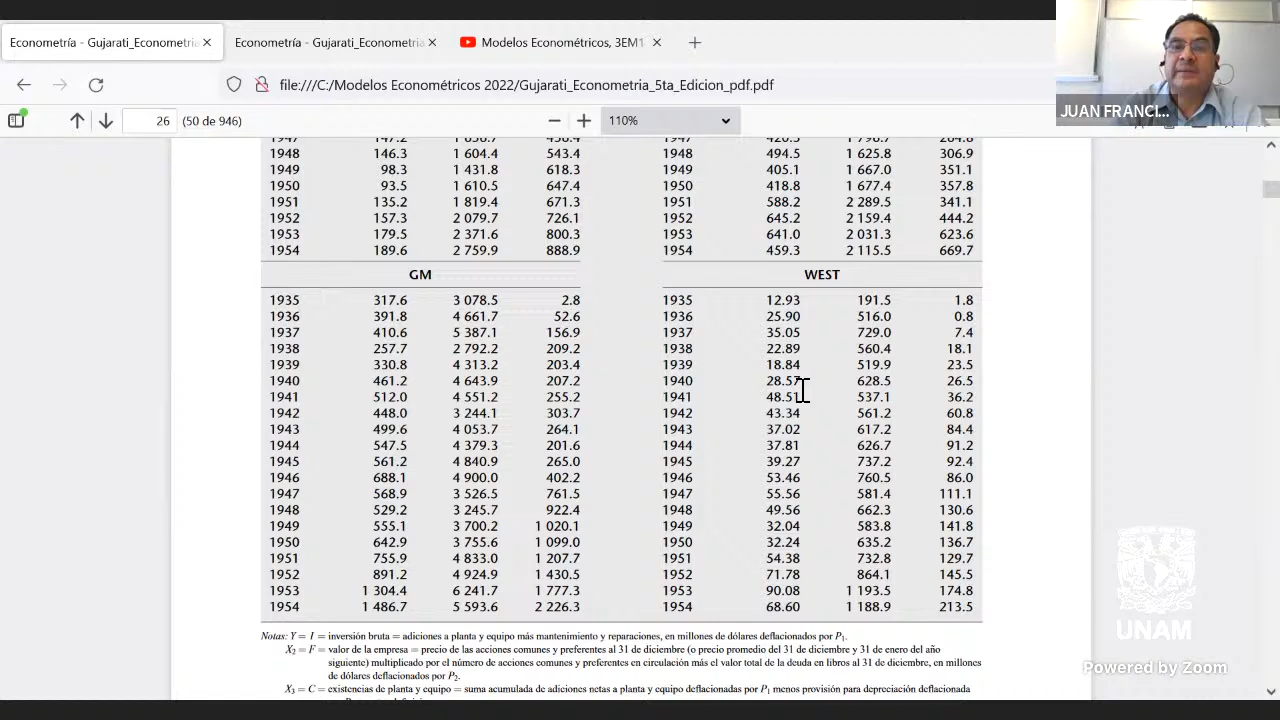 Econometría - Gujarati_Econometria
Econometría - Gujarati_Econometria
Modelos Econométricos, 3EM1
file:///C:/Modelos Econométricos 2022/Gujarati_Econometria_5ta_Edicion_pdf.pdf
JUAN FRANCI...
26 (50 de 946)
110%
1948 146.3 1 604.4 543.4 1948 494.5 1 625.8 306.9
1949 98.3 1 431.8 618.3 1949 405.1 1 667.0 351.1
1950 93.5 1 610.5 647.4 1950 418.8 1 677.4 357.8
1951 135.2 1 819.4 671.3 1951 588.2 2 289.5 341.1
1952 157.3 2 079.7 726.1 1952 645.2 2 159.4 444.2
1953 179.5 2 371.6 800.3 1953 641.0 2 031.3 623.6
1954 189.6 2 759.9 888.9 1954 459.3 2 115.5 669.7
GM WEST
1935 317.6 3 078.5 2.8 1935 12.93 191.5 1.8
1936 391.8 4 661.7 52.6 1936 25.90 516.0 0.8
1937 410.6 5 387.1 156.9 1937 35.05 729.0 7.4
1938 257.7 2 792.2 209.2 1938 22.89 560.4 18.1
1939 330.8 4 313.2 203.4 1939 18.84 519.9 23.5
1940 461.2 4 643.9 207.2 1940 28.57 628.5 26.5
1941 512.0 4 551.2 255.2 1941 48.51 537.1 36.2
1942 448.0 3 244.1 303.7 1942 43.34 561.2 60.8
1943 499.6 4 053.7 264.1 1943 37.02 617.2 84.4
1944 547.5 4 379.3 201.6 1944 37.81 626.7 91.2
1945 561.2 4 840.9 265.0 1945 39.27 737.2 92.4
1946 688.1 4 900.0 402.2 1946 53.46 760.5 86.0
1947 568.9 3 526.5 761.5 1947 55.56 581.4 111.1
1948 529.2 3 245.7 922.4 1948 49.56 662.3 130.6
1949 555.1 3 700.2 1 020.1 1949 32.04 583.8 141.8
1950 642.9 3 755.6 1 099.0 1950 32.24 635.2 136.7
1951 755.9 4 833.0 1 207.7 1951 54.38 732.8 129.7
1952 891.2 4 924.9 1 430.5 1952 71.78 864.1 145.5
1953 1 304.4 6 241.7 1 777.3 1953 90.08 1 193.5 174.8
1954 1 486.7 5 593.6 2 226.3 1954 68.60 1 188.9 213.5
Notas: Y = I = inversión bruta = adiciones a planta y equipo más mantenimiento y reparaciones, en millones de dólares deflacionados por P1.
X2 = F = valor de la empresa = precio de las acciones comunes y preferentes al 31 de diciembre (o precio promedio del 31 de diciembre y 31 de enero del año
siguiente) multiplicado por el número de acciones comunes y preferentes en circulación más el valor total de la deuda en libros al 31 de diciembre, en millones
de dólares deflacionados por P2.
X3 = C = existencias de planta y equipo = suma acumulada de adiciones netas a planta y equipo deflacionadas por P1 menos provisión para depreciación deflacionada
UNAM
Powered by Zoom